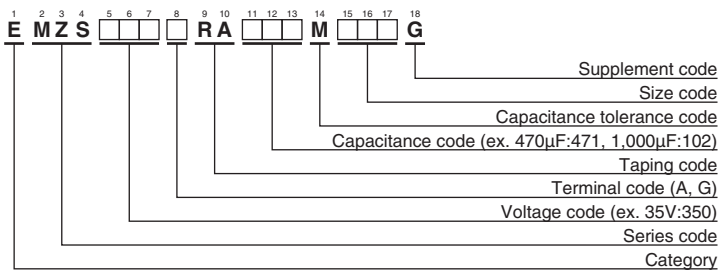 1 2 3 4 5 6 7 8 9 10 11 12 13 14 15 16 17 18
E MZS □□□ □ RA □□□ M □□□ G
Supplement code
Size code
Capacitance tolerance code
Capacitance code (ex. 470µF:471, 1,000µF:102)
Taping code
Terminal code (A, G)
Voltage code (ex. 35V:350)
Series code
Category